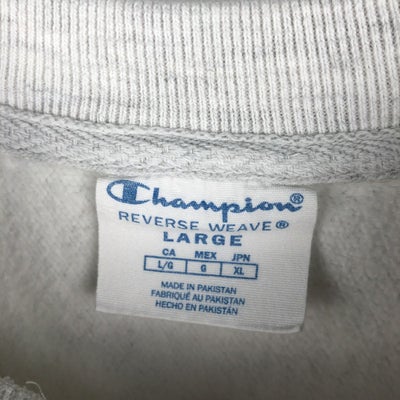 Champion®
REVERSE WEAVE®
LARGE
CA MEX JPN
L/G G XL
MADE IN PAKISTAN
FABRIQUÉ AU PAKISTAN
HECHO EN PAKISTÁN